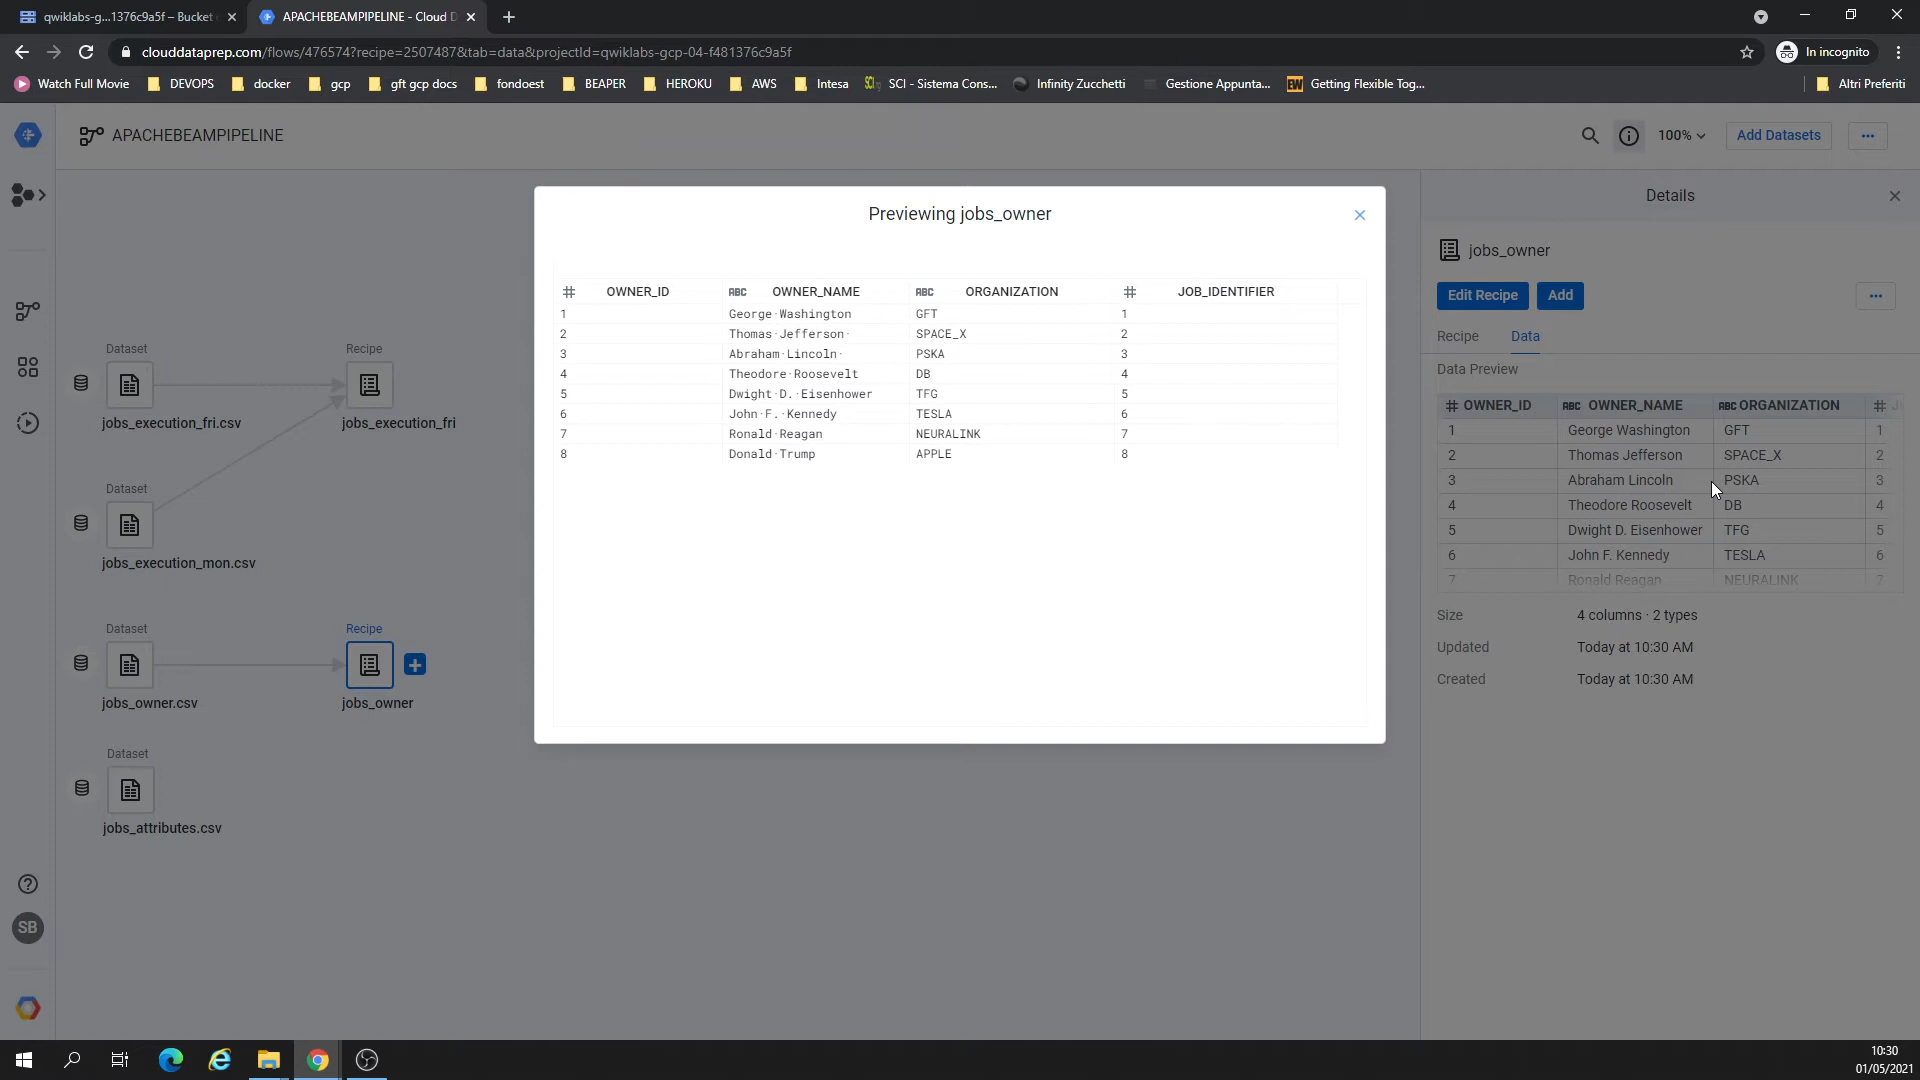 qwiklabs-g...1376c9a5f – Bucket
APACHEBEAMPIPELINE - Cloud D
clouddataprep.com/flows/476574?recipe=2507487&tab=data&projectId=qwiklabs-gcp-04-f481376c9a5f
In incognito
Watch Full Movie DEVOPS docker gcp gft gcp docs fondoest BEAPER HEROKU AWS Intesa SCI - Sistema Cons... Infinity Zucchetti Gestione Appunta... EW Getting Flexible Tog... Altri Preferiti
APACHEBEAMPIPELINE
100%
Add Datasets
Previewing jobs_owner
# OWNER_ID ABC OWNER_NAME ABC ORGANIZATION # JOB_IDENTIFIER
1 George·Washington GFT 1
2 Thomas·Jefferson· SPACE_X 2
3 Abraham·Lincoln· PSKA 3
4 Theodore·Roosevelt DB 4
5 Dwight·D.·Eisenhower TFG 5
6 John·F.·Kennedy TESLA 6
7 Ronald·Reagan NEURALINK 7
8 Donald·Trump APPLE 8
Dataset
jobs_execution_fri.csv
Recipe
jobs_execution_fri
Dataset
jobs_execution_mon.csv
Dataset
jobs_owner.csv
Recipe
jobs_owner
Dataset
jobs_attributes.csv
SB
Details
jobs_owner
Edit Recipe Add
Recipe Data
Data Preview
# OWNER_ID ABC OWNER_NAME ABC ORGANIZATION # J
1 George Washington GFT 1
2 Thomas Jefferson SPACE_X 2
3 Abraham Lincoln PSKA 3
4 Theodore Roosevelt DB 4
5 Dwight D. Eisenhower TFG 5
6 John F. Kennedy TESLA 6
7 Ronald Reagan NEURALINK 7
Size 4 columns · 2 types
Updated Today at 10:30 AM
Created Today at 10:30 AM
10:30
01/05/2021